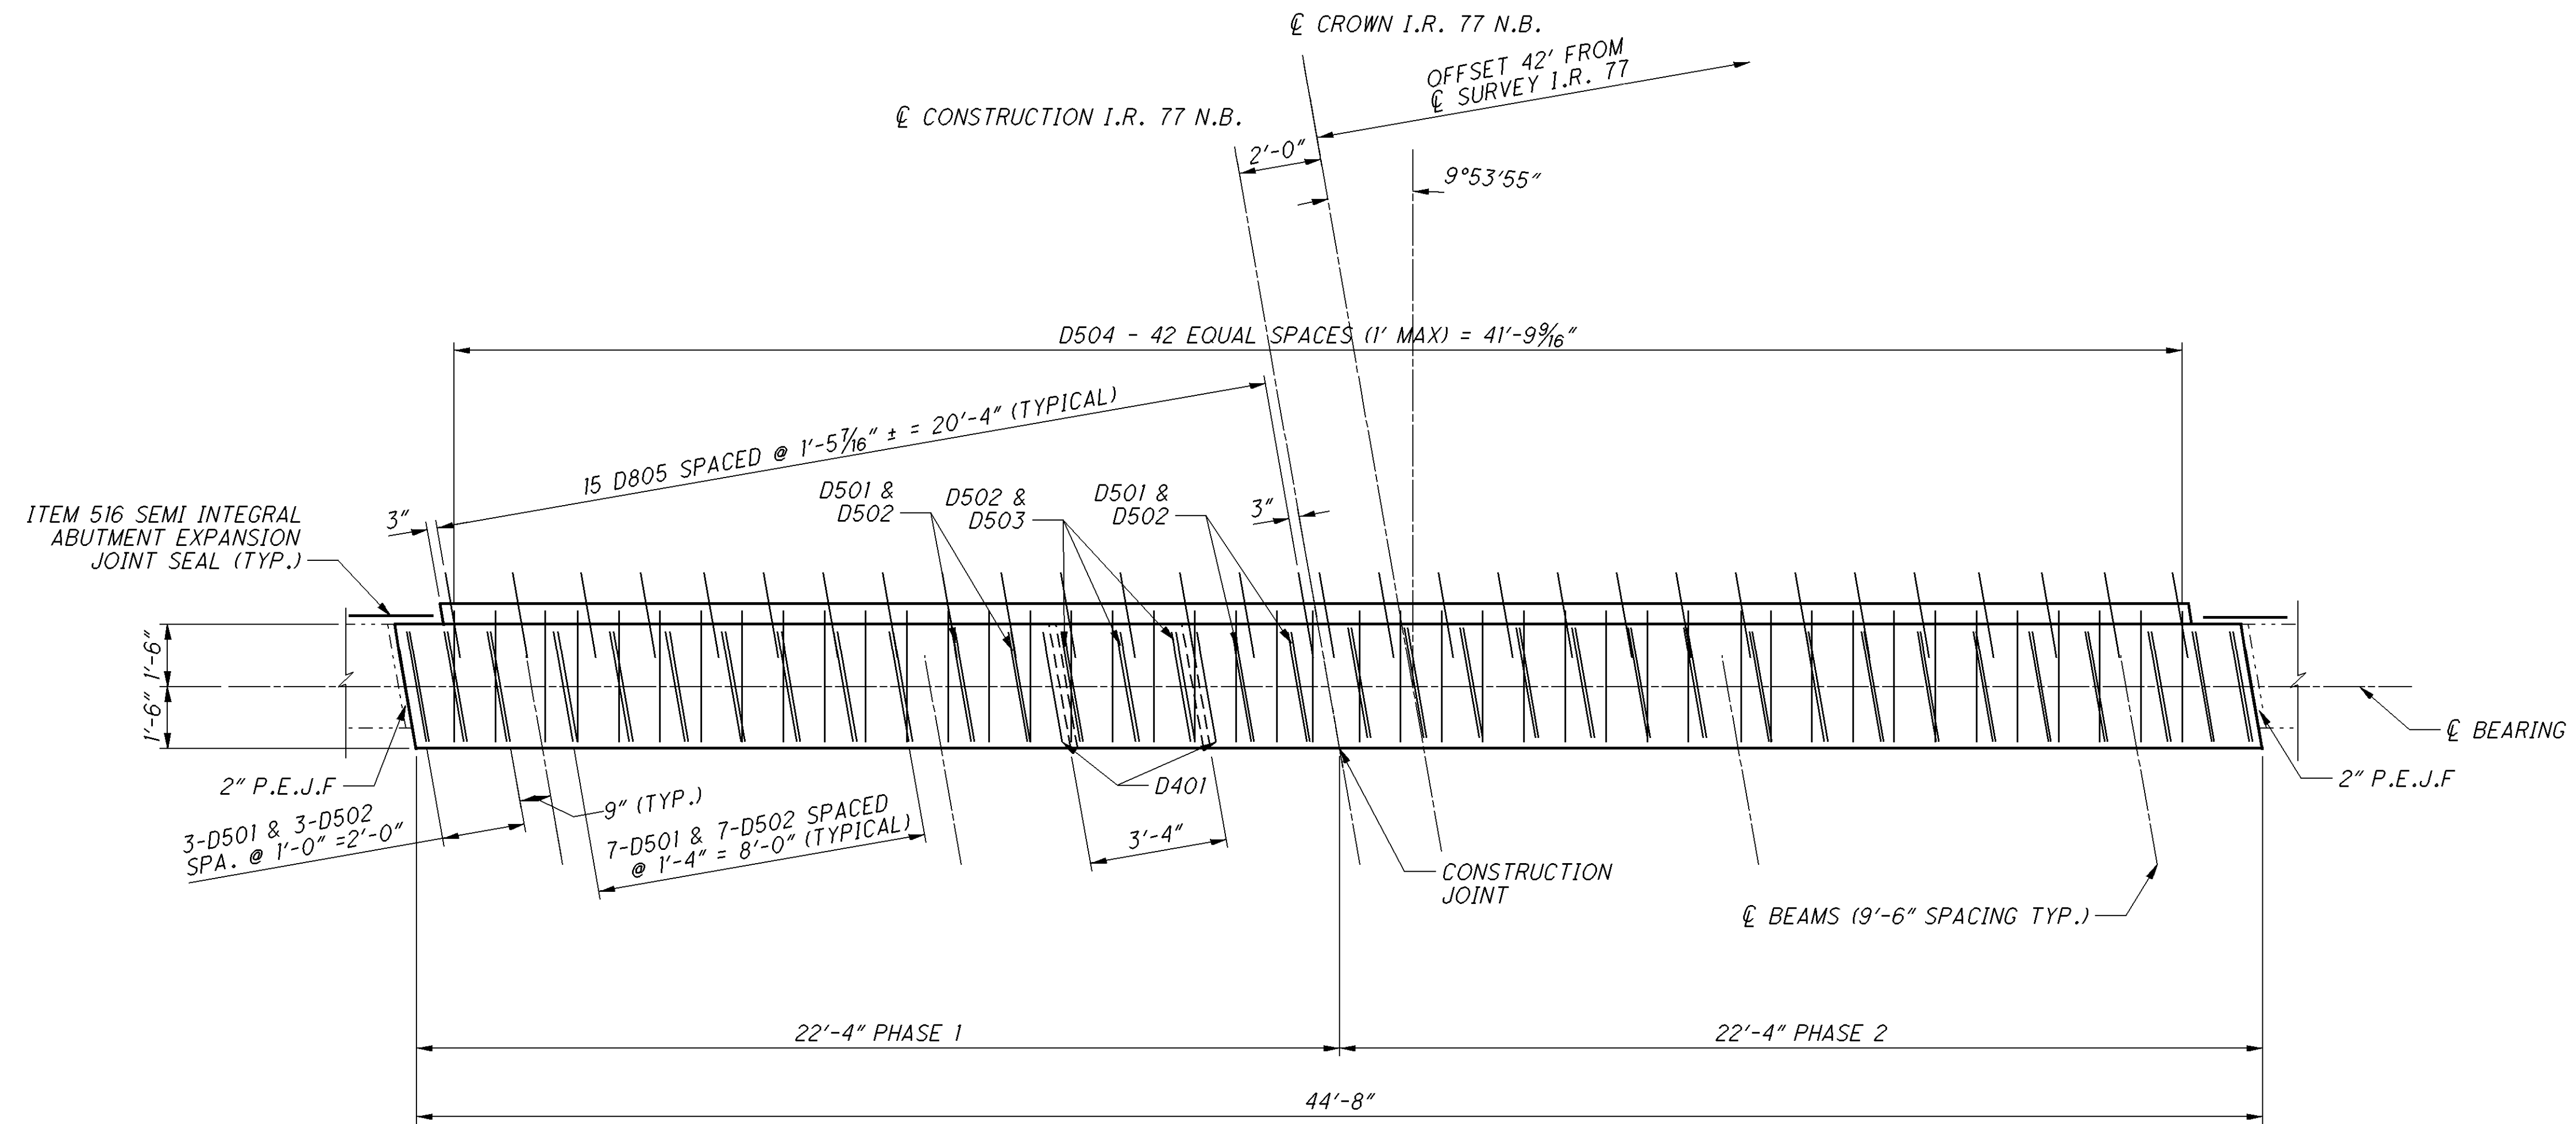 ℄ CROWN I.R. 77 N.B.
OFFSET 42' FROM
℄ SURVEY I.R. 77
℄ CONSTRUCTION I.R. 77 N.B.
2'-0"
9°53'55"
D504 - 42 EQUAL SPACES (1' MAX) = 41'-9 9/16"
15 D805 SPACED @ 1'-5 7/16" ± = 20'-4" (TYPICAL)
D501 &
D502
D502 &
D503
D501 &
D502
3"
3"
ITEM 516 SEMI INTEGRAL
ABUTMENT EXPANSION
JOINT SEAL (TYP.)
1'-6"
1'-6"
℄ BEARING
2" P.E.J.F
2" P.E.J.F
D401
9" (TYP.)
3-D501 & 3-D502
SPA. @ 1'-0" =2'-0"
7-D501 & 7-D502 SPACED
@ 1'-4" = 8'-0" (TYPICAL)
3'-4"
CONSTRUCTION
JOINT
℄ BEAMS (9'-6" SPACING TYP.)
22'-4" PHASE 1
22'-4" PHASE 2
44'-8"